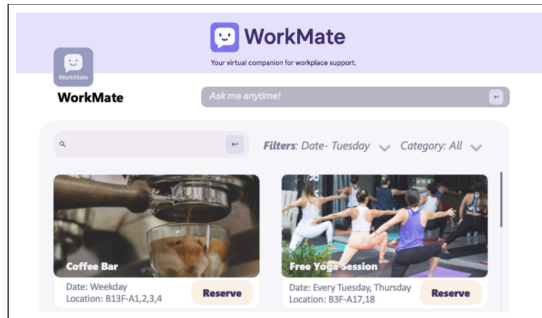 WorkMate
Your virtual companion for workplace support.
WorkMate
WorkMate
Ask me anytime!
Filters: Date- Tuesday
Category: All
Coffee Bar
Date: Weekday
Location: B13F-A1,2,3,4
Reserve
Free Yoga Session
Date: Every Tuesday, Thursday
Location: B09F-A17,18
Reserve